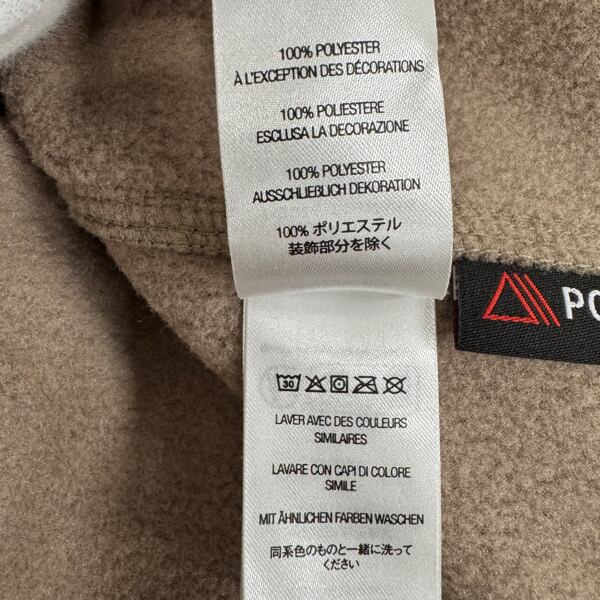 100% POLYESTER
À L'EXCEPTION DES DÉCORATIONS
100% POLIESTERE
ESCLUSA LA DECORAZIONE
100% POLYESTER
AUSSCHLIEßLICH DEKORATION
100% ポリエステル
装飾部分を除く
PO
30
LAVER AVEC DES COULEURS
SIMILAIRES
LAVARE CON CAPI DI COLORE
SIMILE
MIT ÄHNLICHEN FARBEN WASCHEN
同系色のものと一緒に洗って
ください